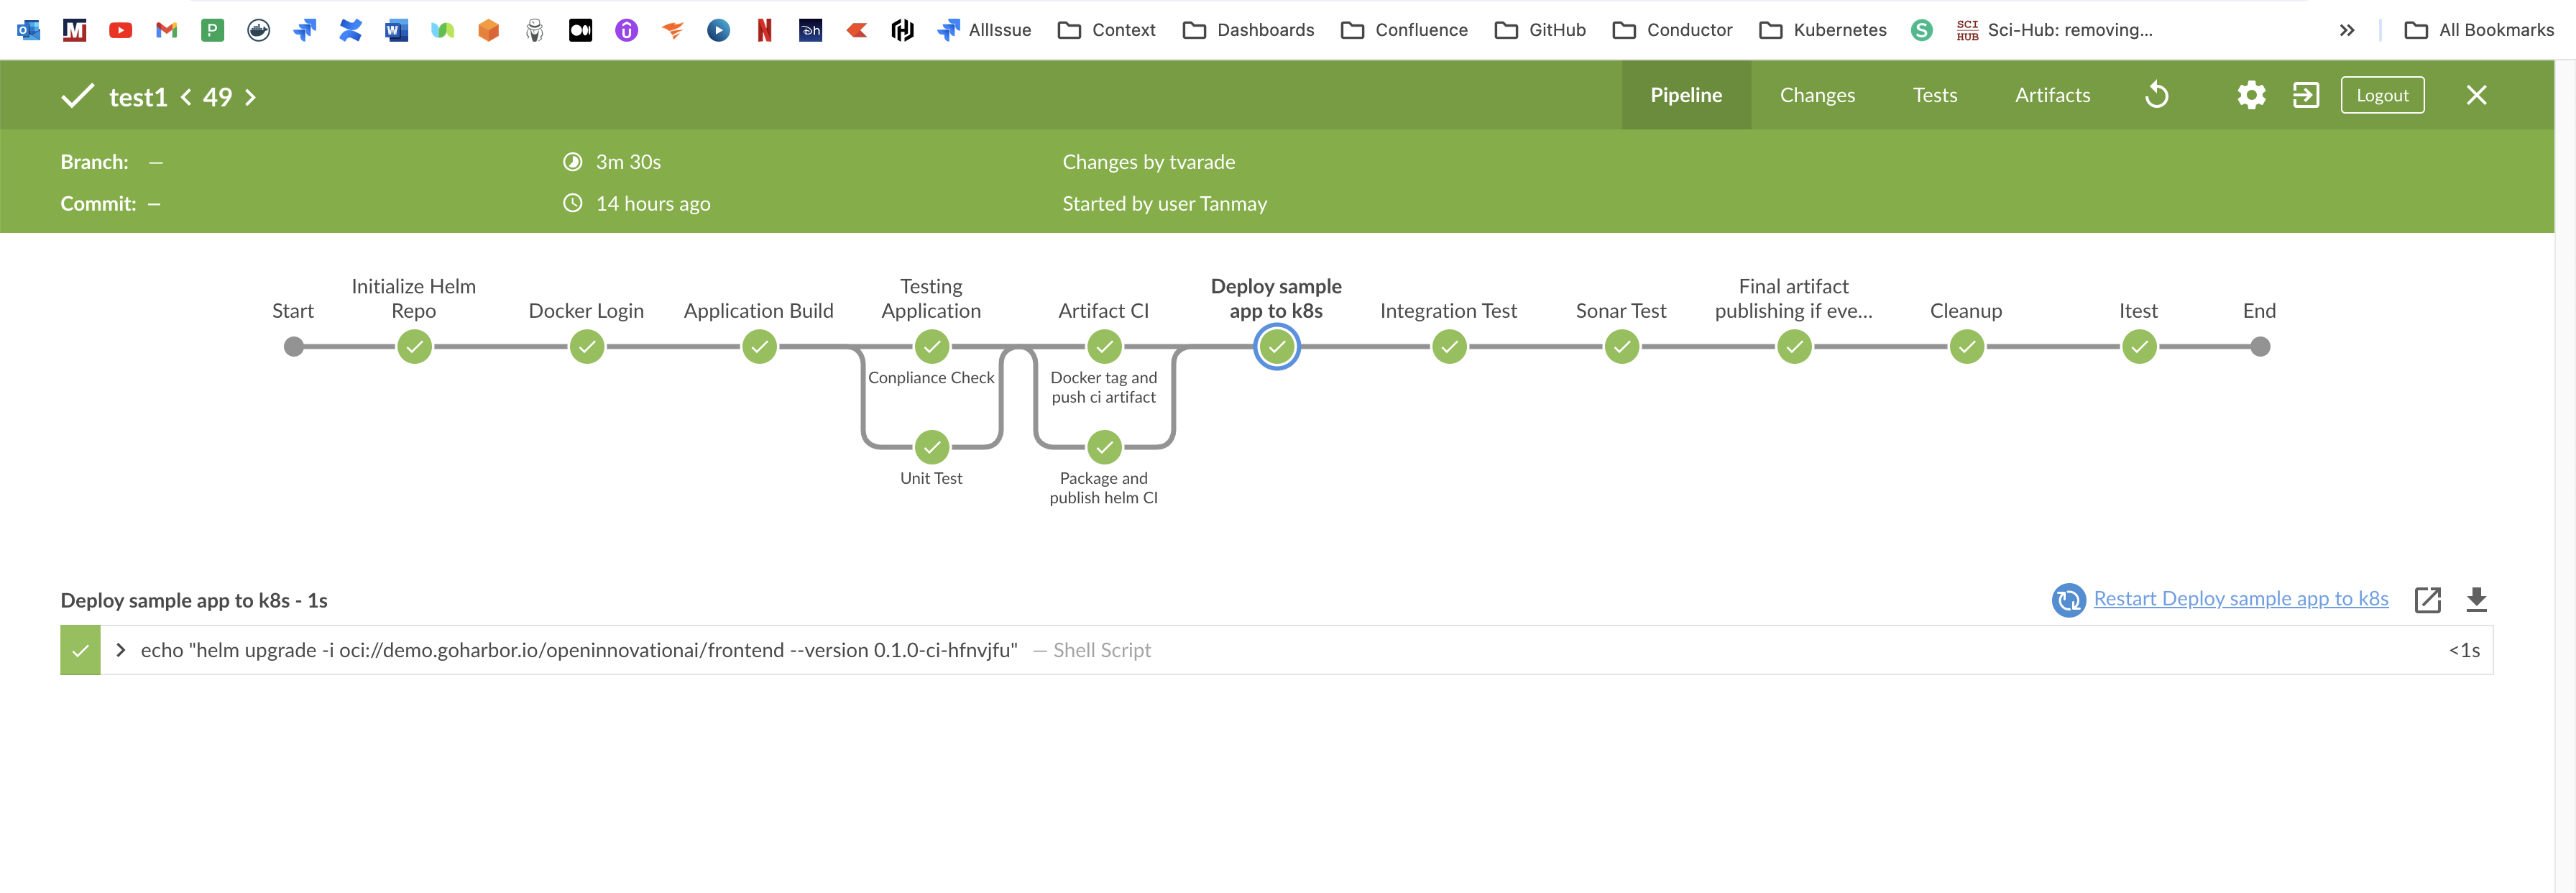 AllIssue
Context
Dashboards
Confluence
GitHub
Conductor
Kubernetes
S
SCI HUB
Sci-Hub: removing...
»
All Bookmarks
test1 < 49 >
Pipeline
Changes
Tests
Artifacts
Logout
Branch: —
3m 30s
Changes by tvarade
Commit: —
14 hours ago
Started by user Tanmay
Start
Initialize Helm
Repo
Docker Login
Application Build
Testing
Application
Artifact CI
Deploy sample
app to k8s
Integration Test
Sonar Test
Final artifact
publishing if eve...
Cleanup
Itest
End
Conpliance Check
Docker tag and
push ci artifact
Unit Test
Package and
publish helm CI
Deploy sample app to k8s - 1s
Restart Deploy sample app to k8s
echo "helm upgrade -i oci://demo.goharbor.io/openinnovationai/frontend --version 0.1.0-ci-hfnvjfu" — Shell Script
<1s